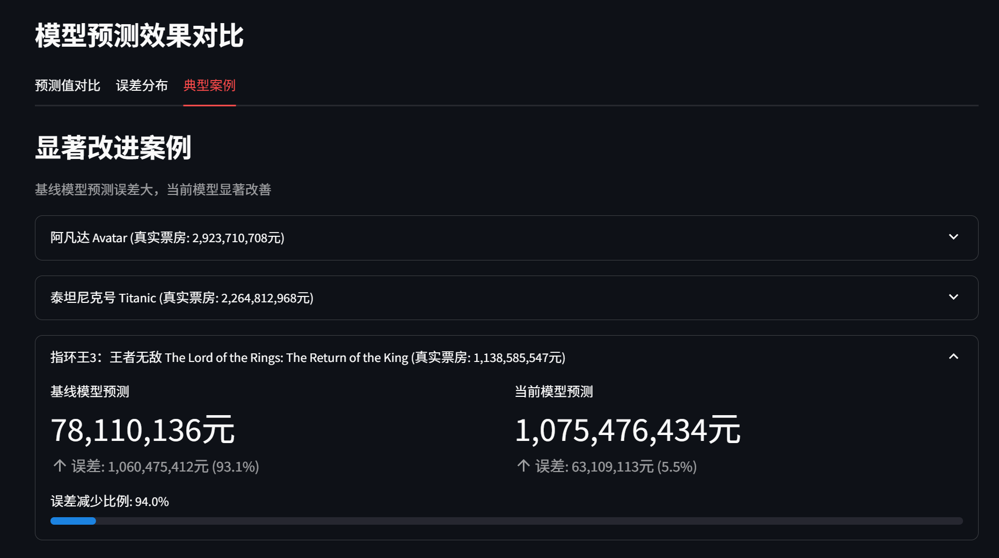 模型预测效果对比
预测值对比 误差分布 典型案例
显著改进案例
基线模型预测误差大，当前模型显著改善
阿凡达 Avatar (真实票房: 2,923,710,708元)
泰坦尼克号 Titanic (真实票房: 2,264,812,968元)
指环王3：王者无敌 The Lord of the Rings: The Return of the King (真实票房: 1,138,585,547元)
基线模型预测 当前模型预测
78,110,136元 1,075,476,434元
↑ 误差: 1,060,475,412元 (93.1%) ↑ 误差: 63,109,113元 (5.5%)
误差减少比例: 94.0%